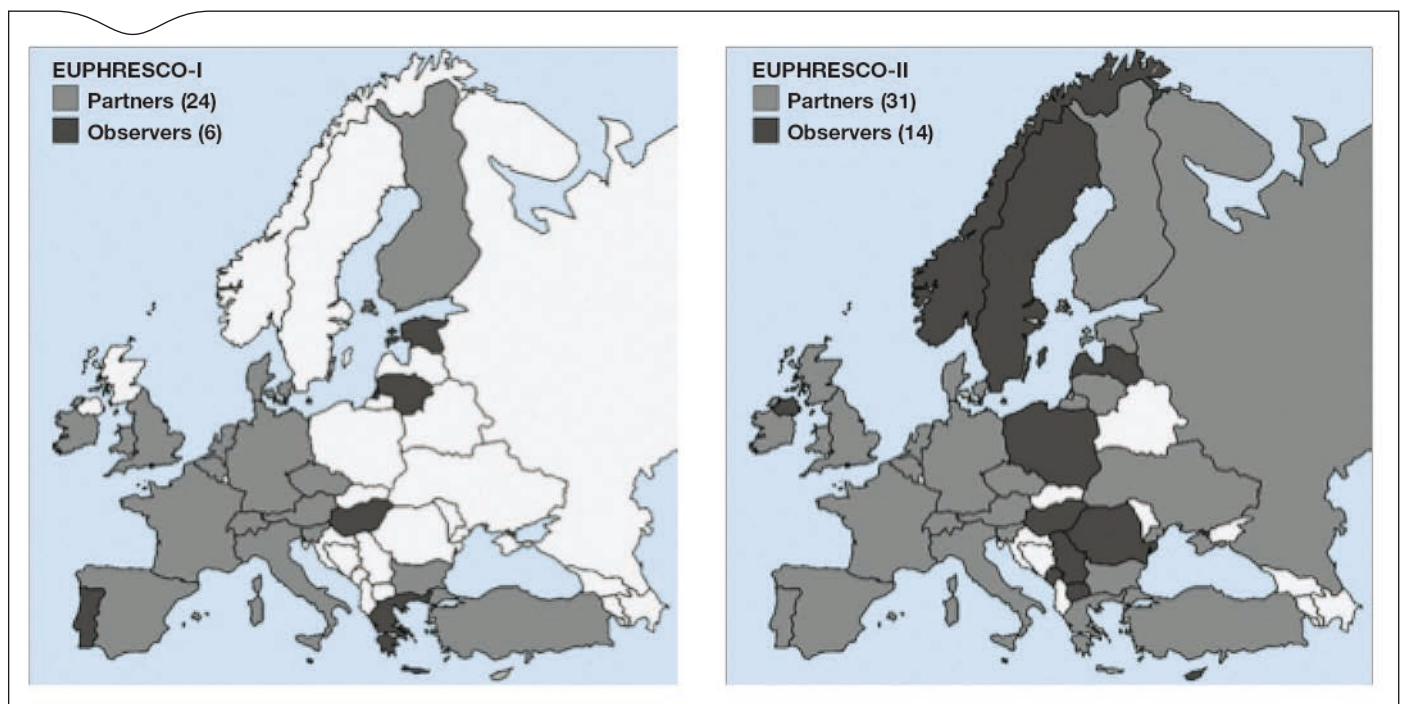 EUPHRESCO-I
Partners (24)
Observers (6)
EUPHRESCO-II
Partners (31)
Observers (14)